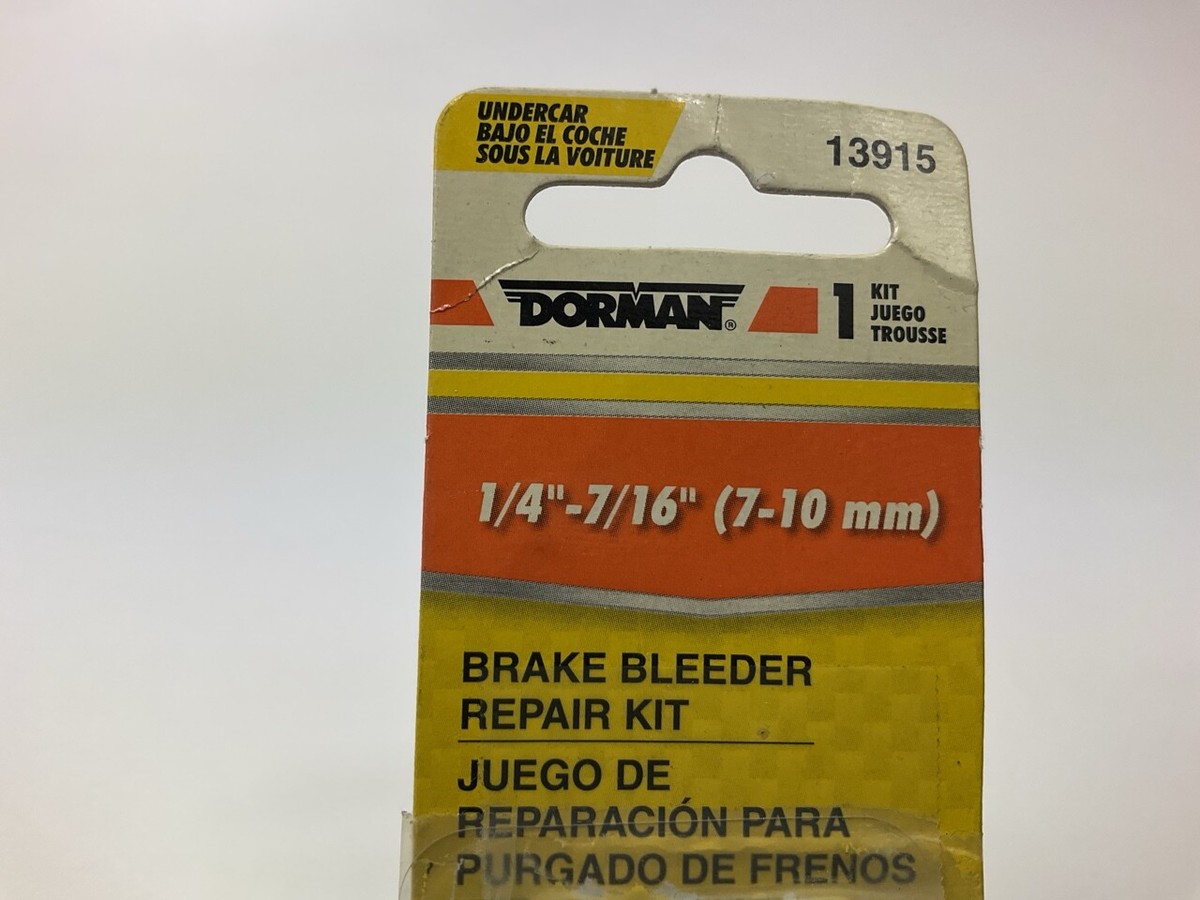 UNDERCAR
BAJO EL COCHE
SOUS LA VOITURE
13915
DORMAN®
1 KIT
JUEGO
TROUSSE
1/4"-7/16" (7-10 mm)
BRAKE BLEEDER
REPAIR KIT
JUEGO DE
REPARACIÓN PARA
PURGADO DE FRENOS